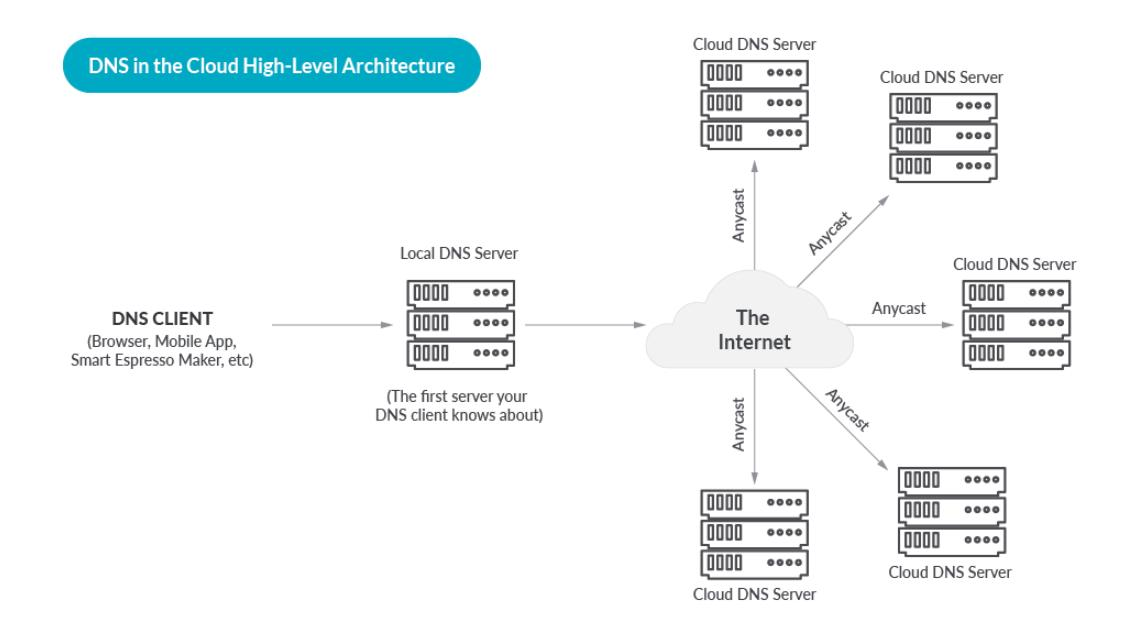 DNS in the Cloud High-Level Architecture
Cloud DNS Server
Cloud DNS Server
Anycast
Anycast
Local DNS Server
Cloud DNS Server
DNS CLIENT
(Browser, Mobile App,
Smart Espresso Maker, etc)
The
Internet
Anycast
(The first server your
DNS client knows about)
Anycast
Anycast
Cloud DNS Server
Cloud DNS Server